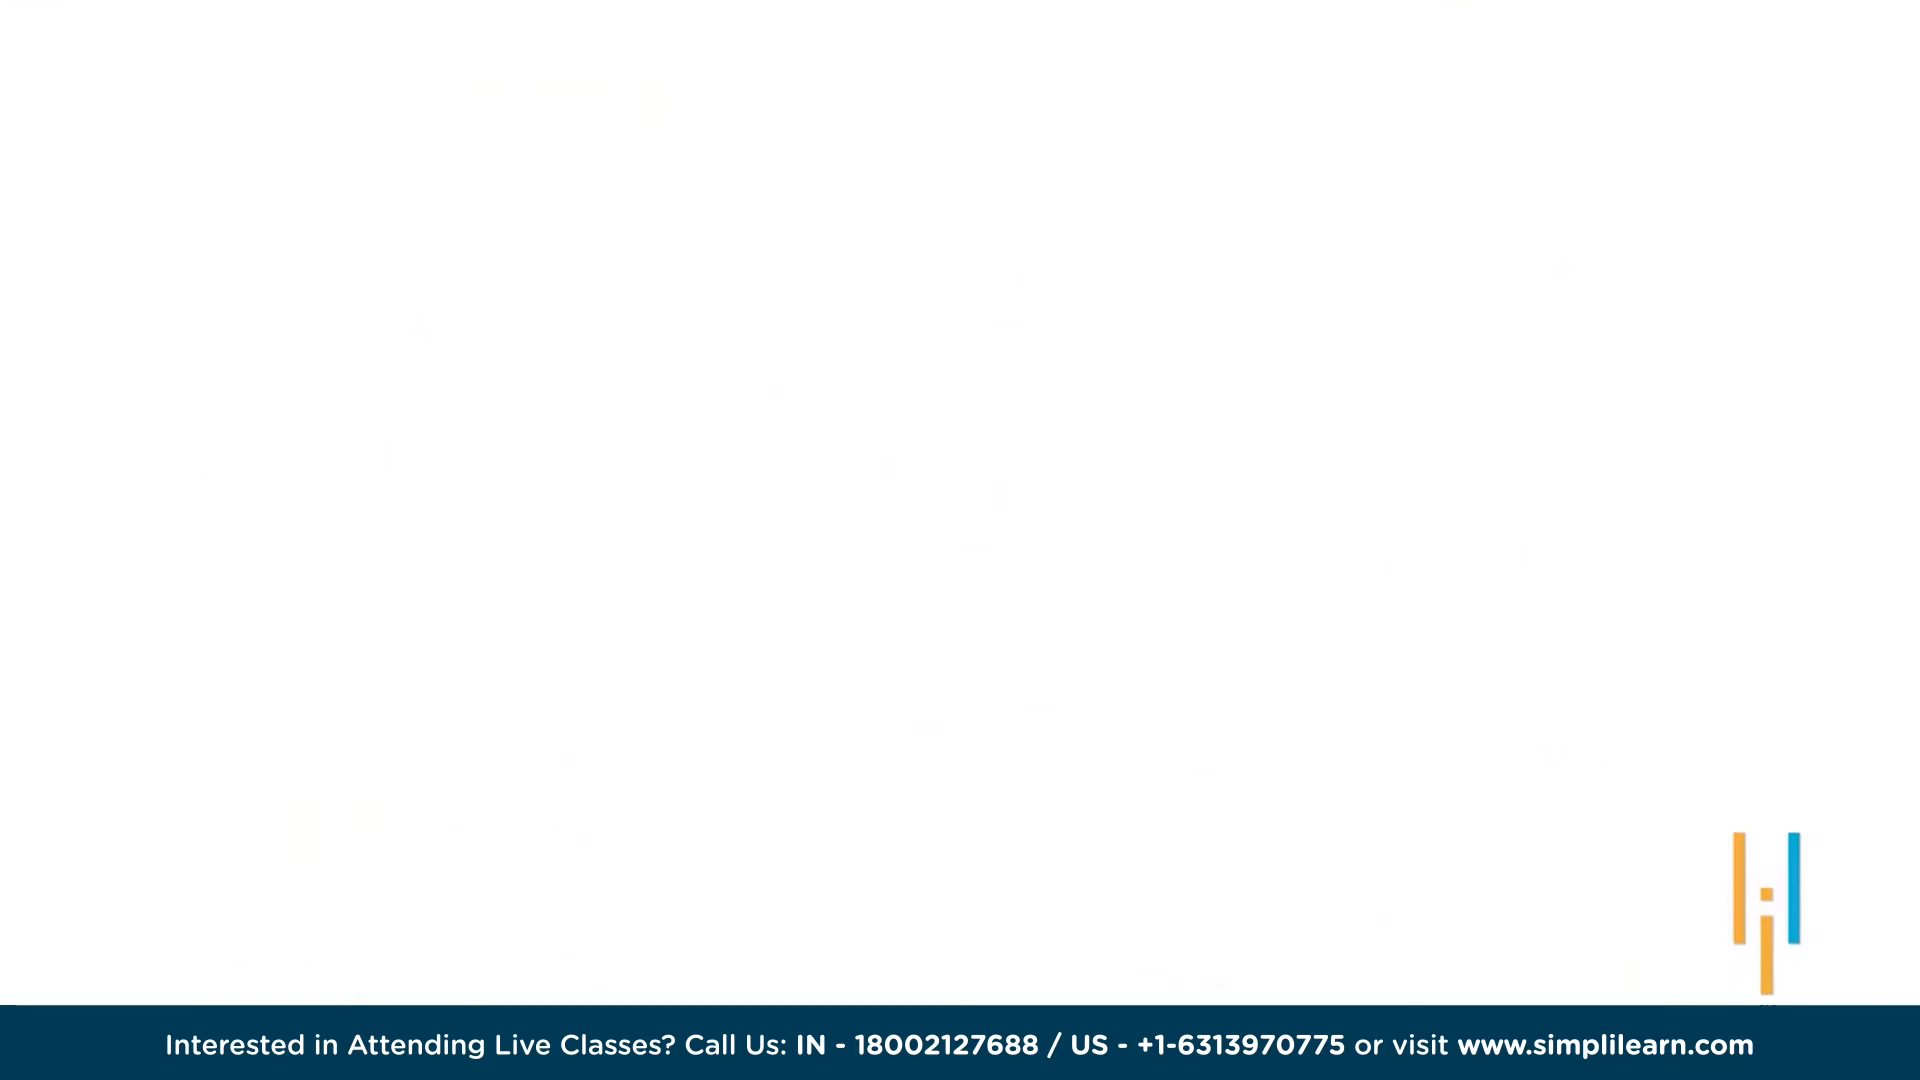 Interested in Attending Live Classes? Call Us: IN - 18002127688 / US - +1-6313970775 or visit www.simplilearn.com